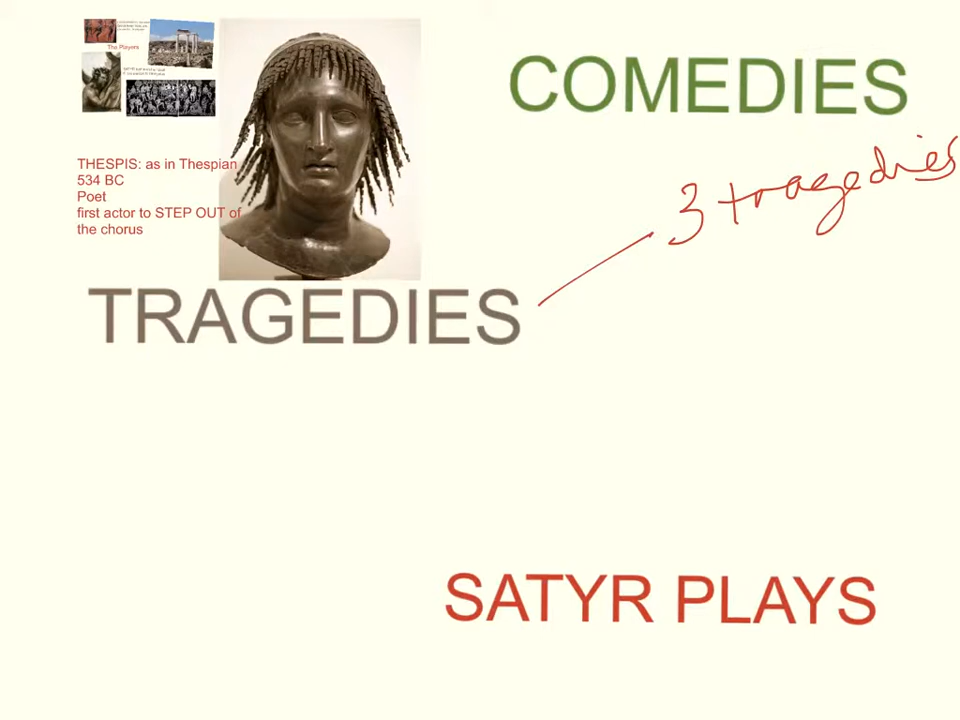 The Players
COMEDIES
3 tragedies
THESPIS: as in Thespian
534 BC
Poet
first actor to STEP OUT of
the chorus
TRAGEDIES
SATYR PLAYS